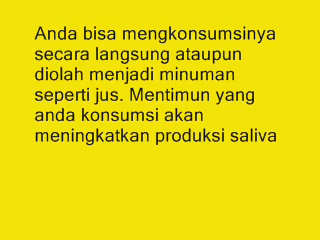 Anda bisa mengkonsumsinya
secara langsung ataupun
diolah menjadi minuman
seperti jus. Mentimun yang
anda konsumsi akan
meningkatkan produksi saliva